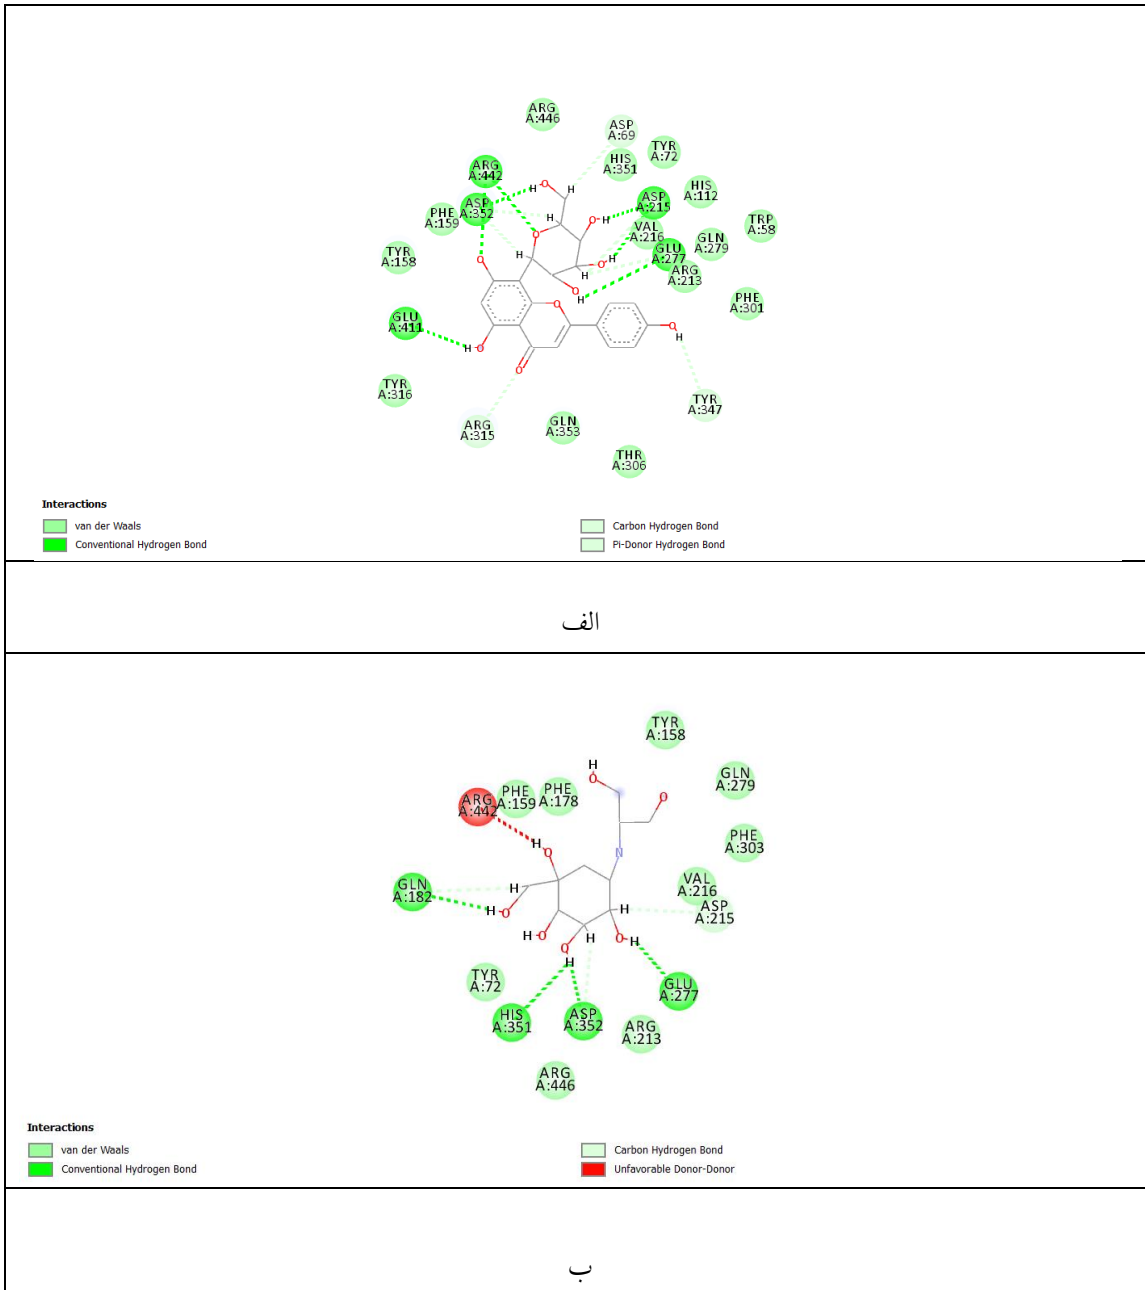 ARG
A:446
ASP
A:69
TYR
A:72
HIS
A:351
ARG
A:442
HIS
A:112
ASP
A:215
ASP
A:352
PHE
A:159
TRP
A:58
VAL
A:216
GLN
A:279
GLU
A:277
TYR
A:158
ARG
A:213
PHE
A:301
GLU
A:411
TYR
A:316
TYR
A:347
ARG
A:315
GLN
A:353
THR
A:306
H O H H O H O H H O H H O O O O H H O O O H
Interactions
van der Waals
Carbon Hydrogen Bond
Conventional Hydrogen Bond
Pi-Donor Hydrogen Bond
الف
TYR
A:158
GLN
A:279
PHE
A:159
PHE
A:178
ARG
A:442
PHE
A:303
VAL
A:216
GLN
A:182
ASP
A:215
TYR
A:72
GLU
A:277
HIS
A:351
ASP
A:352
ARG
A:213
ARG
A:446
H O O H O N H H O H H O H O O H H
Interactions
van der Waals
Carbon Hydrogen Bond
Conventional Hydrogen Bond
Unfavorable Donor-Donor
ب